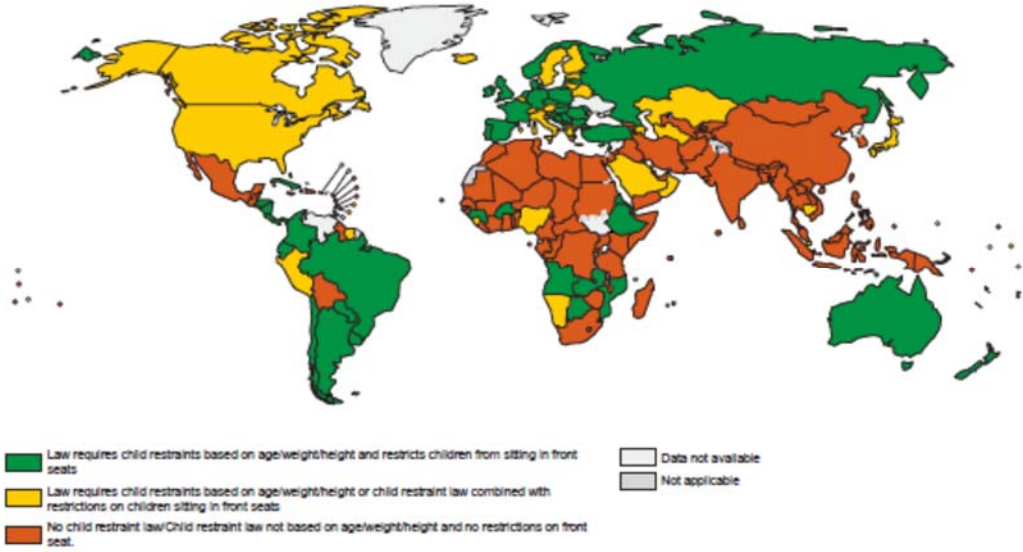 Law requires child restraints based on age/weight/height and restricts children from sitting in front
seats
Law requires child restraints based on age/weight/height or child restraint law combined with
restrictions on children sitting in front seats
No child restraint law/Child restraint law not based on age/weight/height and no restrictions on front
seat.
Data not available
Not applicable